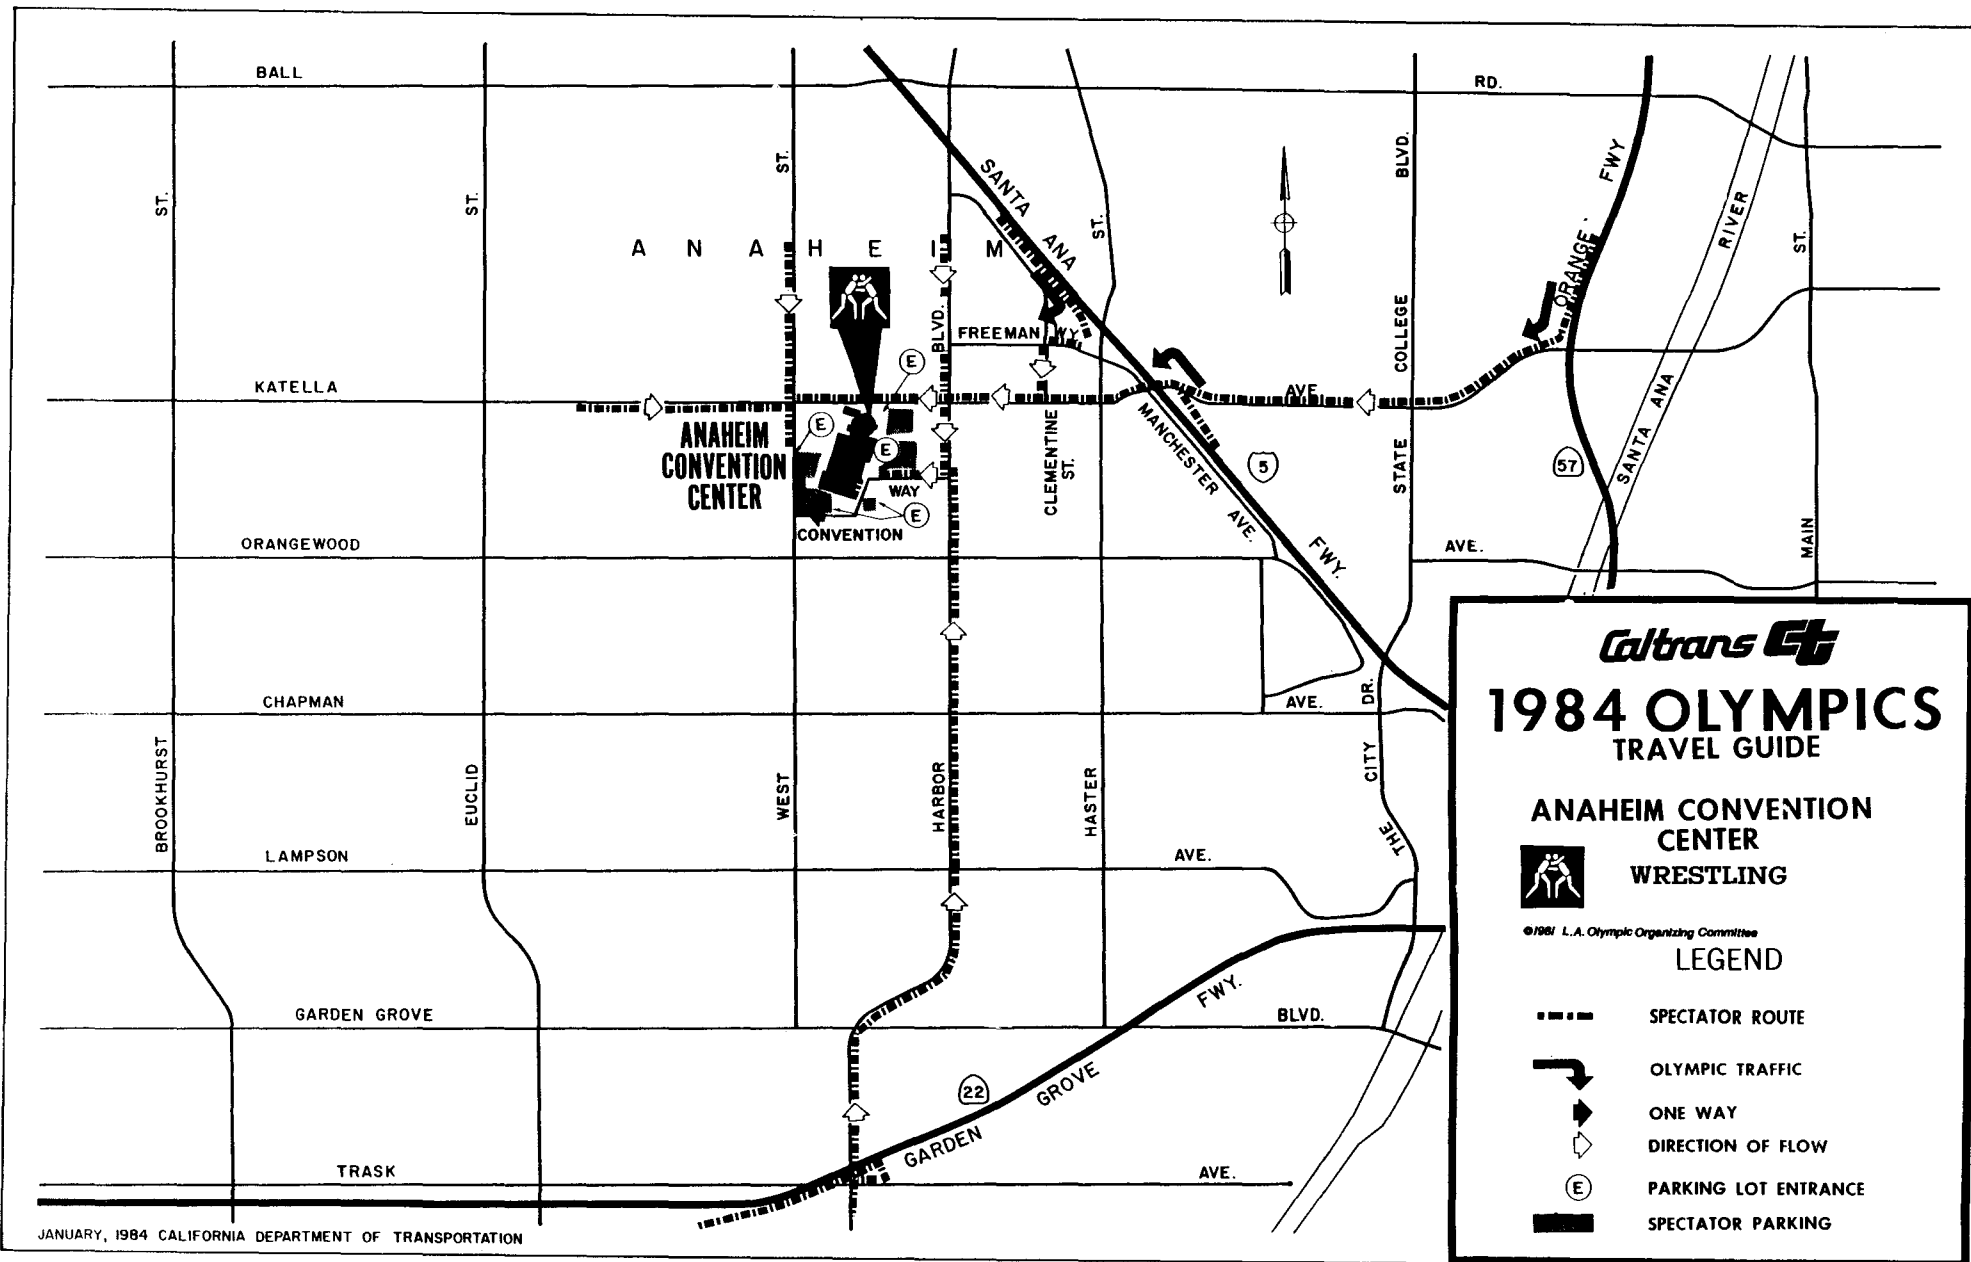 BALL
RD.
ST.
ST.
ST.
SANTA
ANA
ST.
BLVD.
FWY
RIVER
ST.
A N A H E I M
ORANGE
BLVD.
FREEMAN WY.
COLLEGE
E
KATELLA
AVE
ANAHEIM
CONVENTION
CENTER
E
E
WAY
E
CONVENTION
CLEMENTINE
ST.
MANCHESTER
AVE.
5
STATE
57
SANTA ANA
MAIN
ORANGEWOOD
FWY.
AVE.
CHAPMAN
AVE.
DR.
BROOKHURST
EUCLID
WEST
HARBOR
HASTER
CITY
THE
LAMPSON
AVE.
GARDEN GROVE
FWY.
BLVD.
22
GROVE
GARDEN
TRASK
AVE.
JANUARY, 1984 CALIFORNIA DEPARTMENT OF TRANSPORTATION
Caltrans Ct
1984 OLYMPICS
TRAVEL GUIDE
ANAHEIM CONVENTION
CENTER
WRESTLING
©1981 L.A. Olympic Organizing Committee
LEGEND
SPECTATOR ROUTE
OLYMPIC TRAFFIC
ONE WAY
DIRECTION OF FLOW
E PARKING LOT ENTRANCE
SPECTATOR PARKING